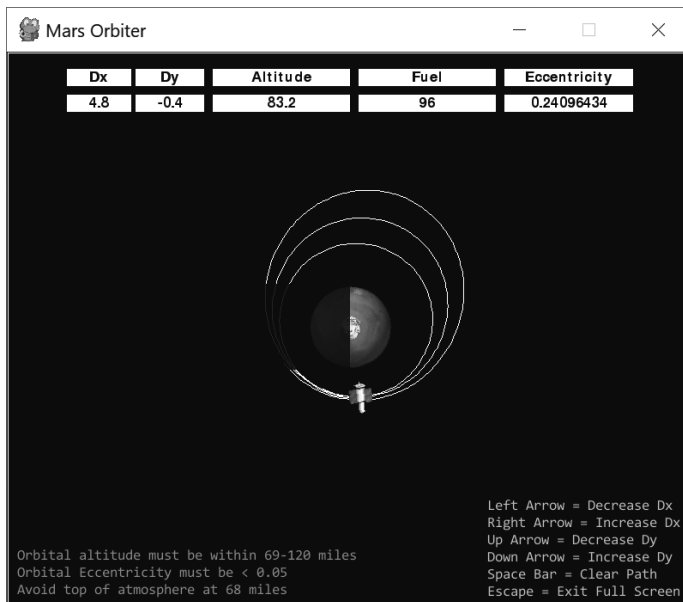 Mars Orbiter
Dx Dy Altitude Fuel Eccentricity
4.8 -0.4 83.2 96 0.24096434
Left Arrow = Decrease Dx
Right Arrow = Increase Dx
Up Arrow = Decrease Dy
Down Arrow = Increase Dy
Space Bar = Clear Path
Escape = Exit Full Screen
Orbital altitude must be within 69-120 miles
Orbital Eccentricity must be < 0.05
Avoid top of atmosphere at 68 miles